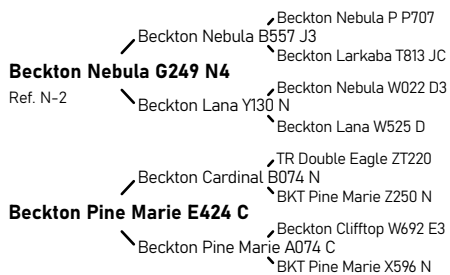 Beckton Nebula P P707
Beckton Nebula B557 J3
Beckton Larkaba T813 JC
Beckton Nebula G249 N4
Ref. N-2
Beckton Nebula W022 D3
Beckton Lana Y130 N
Beckton Lana W525 D
TR Double Eagle ZT220
Beckton Cardinal B074 N
BKT Pine Marie Z250 N
Beckton Pine Marie E424 C
Beckton Clifftop W692 E3
Beckton Pine Marie A074 C
BKT Pine Marie X596 N